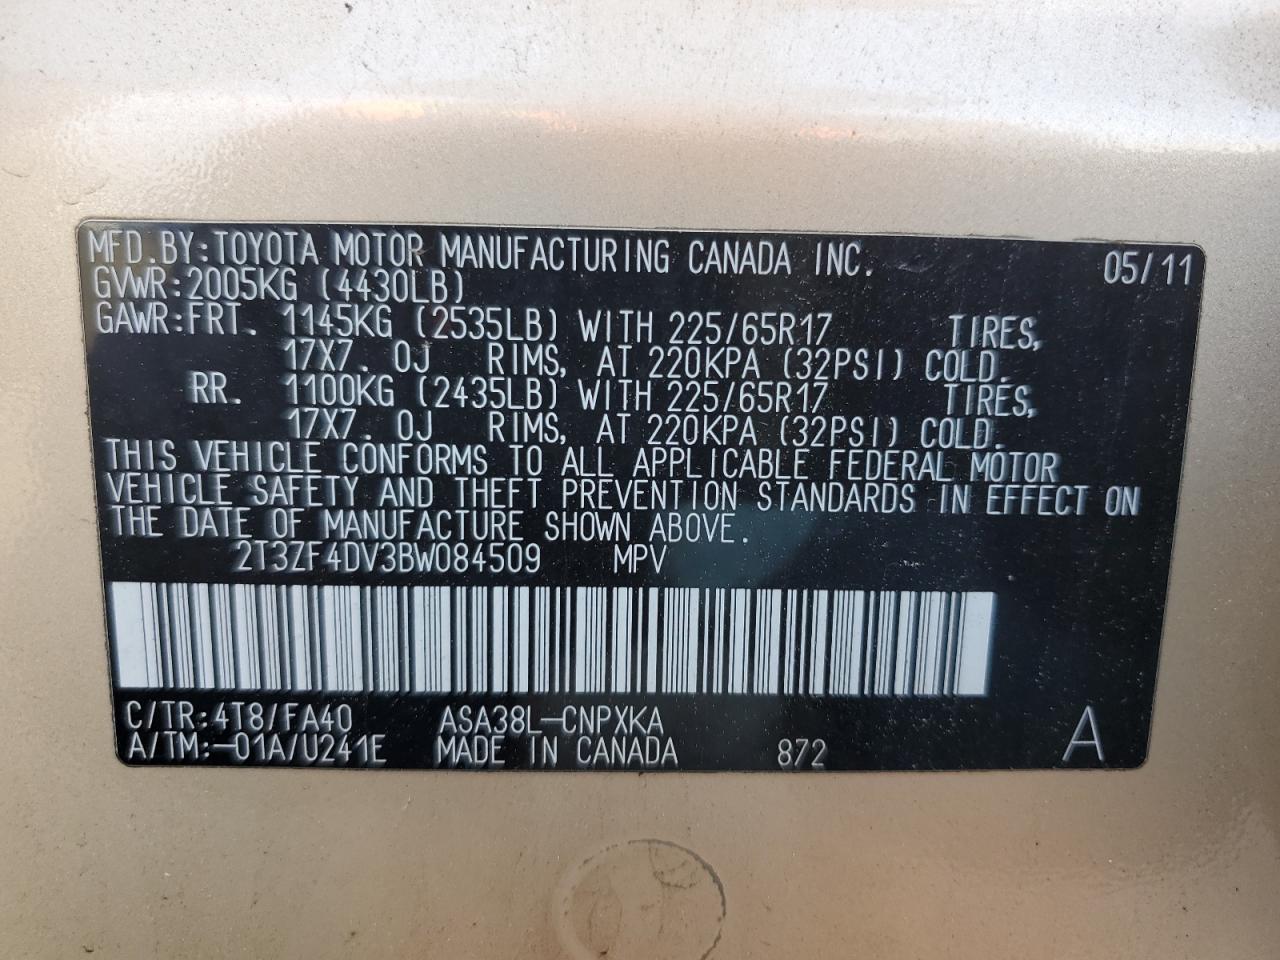 MFD.BY:TOYOTA MOTOR MANUFACTURING CANADA INC. 05/11
GVWR:2005KG (4430LB)
GAWR:FRT. 1145KG (2535LB) WITH 225/65R17 TIRES,
17X7.0J RIMS, AT 220KPA (32PSI) COLD.
RR. 1100KG (2435LB) WITH 225/65R17 TIRES,
17X7.0J RIMS, AT 220KPA (32PSI) COLD.
THIS VEHICLE CONFORMS TO ALL APPLICABLE FEDERAL MOTOR
VEHICLE SAFETY AND THEFT PREVENTION STANDARDS IN EFFECT ON
THE DATE OF MANUFACTURE SHOWN ABOVE.
2T3ZF4DV3BW084509 MPV
C/TR:4T8/FA40 ASA38L-CNPXKA
A/TM:-01A/U241E MADE IN CANADA 872 A